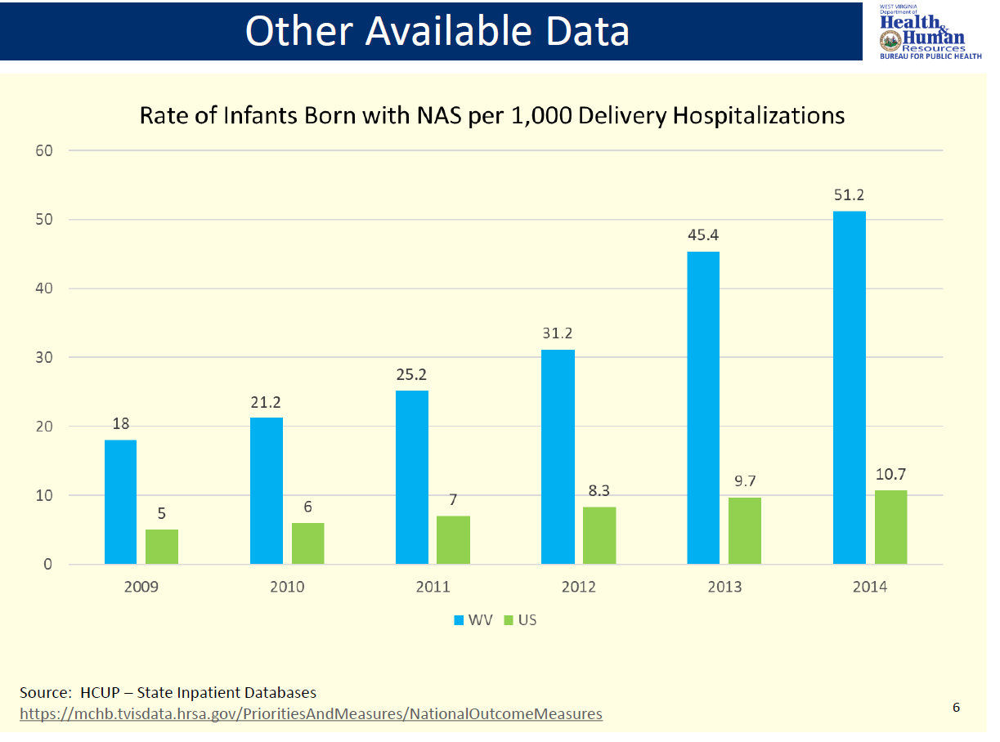 Other Available Data
WEST VIRGINIA
Department of
Health
&
Human
Resources
BUREAU FOR PUBLIC HEALTH
Rate of Infants Born with NAS per 1,000 Delivery Hospitalizations
60
50
40
30
20
10
0
18
5
21.2
6
25.2
7
31.2
8.3
45.4
9.7
51.2
10.7
2009 2010 2011 2012 2013 2014
WV US
Source: HCUP – State Inpatient Databases
https://mchb.tvisdata.hrsa.gov/PrioritiesAndMeasures/NationalOutcomeMeasures
6